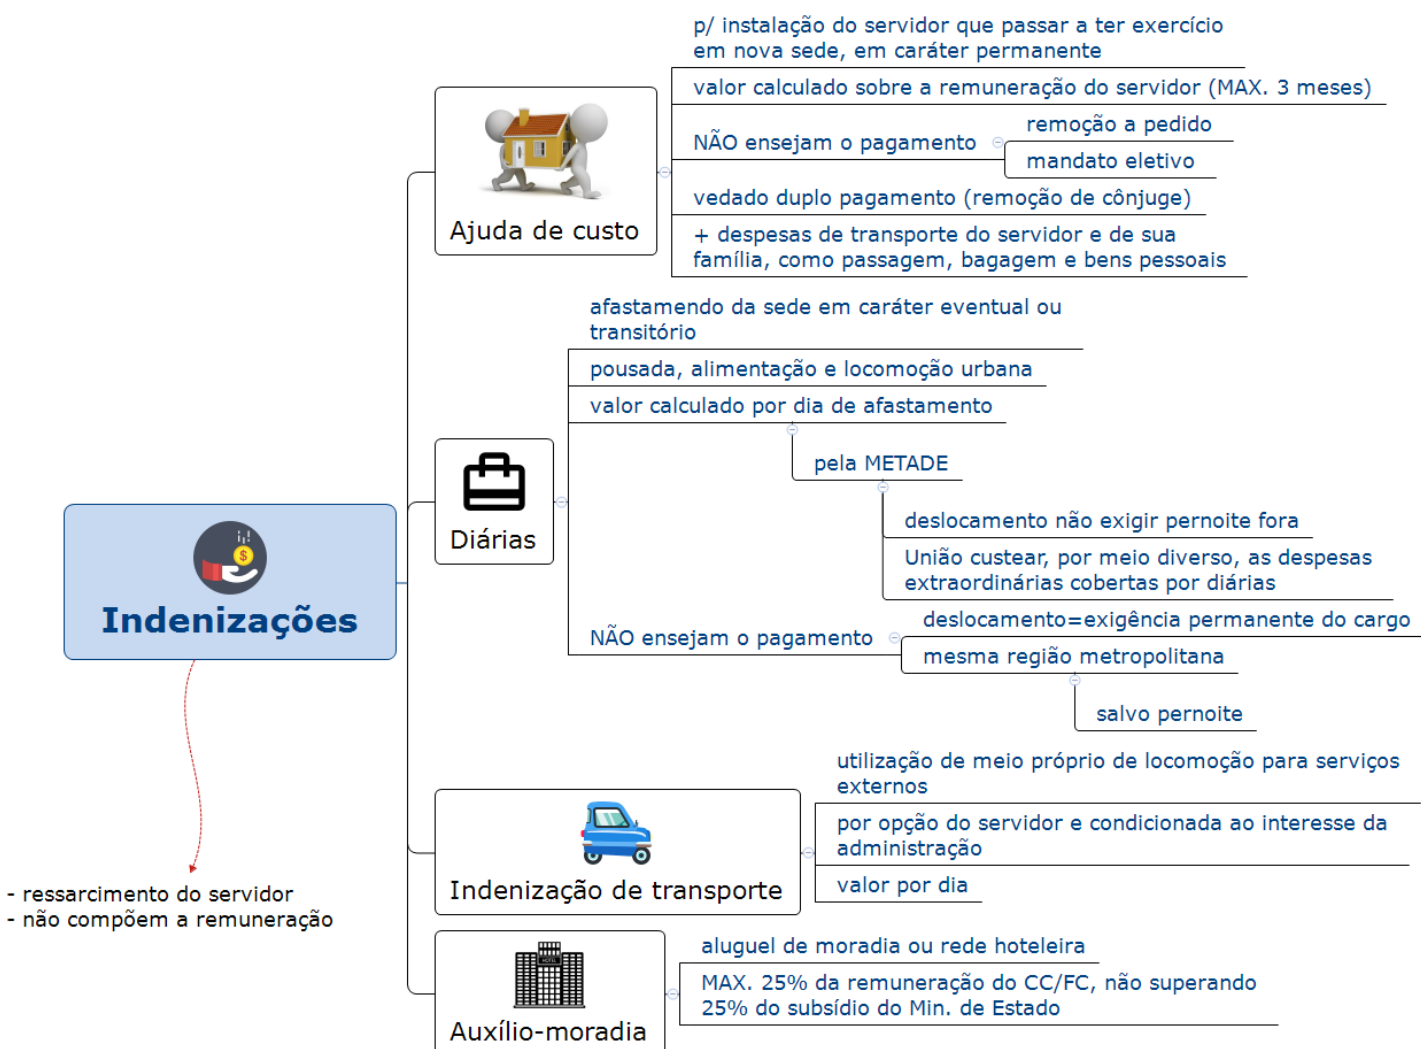 Indenizações
- ressarcimento do servidor
- não compõem a remuneração
Ajuda de custo
p/ instalação do servidor que passar a ter exercício
em nova sede, em caráter permanente
valor calculado sobre a remuneração do servidor (MAX. 3 meses)
NÃO ensejam o pagamento
remoção a pedido
mandato eletivo
vedado duplo pagamento (remoção de cônjuge)
+ despesas de transporte do servidor e de sua
família, como passagem, bagagem e bens pessoais
Diárias
afastamendo da sede em caráter eventual ou
transitório
pousada, alimentação e locomoção urbana
valor calculado por dia de afastamento
pela METADE
deslocamento não exigir pernoite fora
União custear, por meio diverso, as despesas
extraordinárias cobertas por diárias
NÃO ensejam o pagamento
deslocamento=exigência permanente do cargo
mesma região metropolitana
salvo pernoite
Indenização de transporte
utilização de meio próprio de locomoção para serviços
externos
por opção do servidor e condicionada ao interesse da
administração
valor por dia
HOTEL
Auxílio-moradia
aluguel de moradia ou rede hoteleira
MAX. 25% da remuneração do CC/FC, não superando
25% do subsídio do Min. de Estado